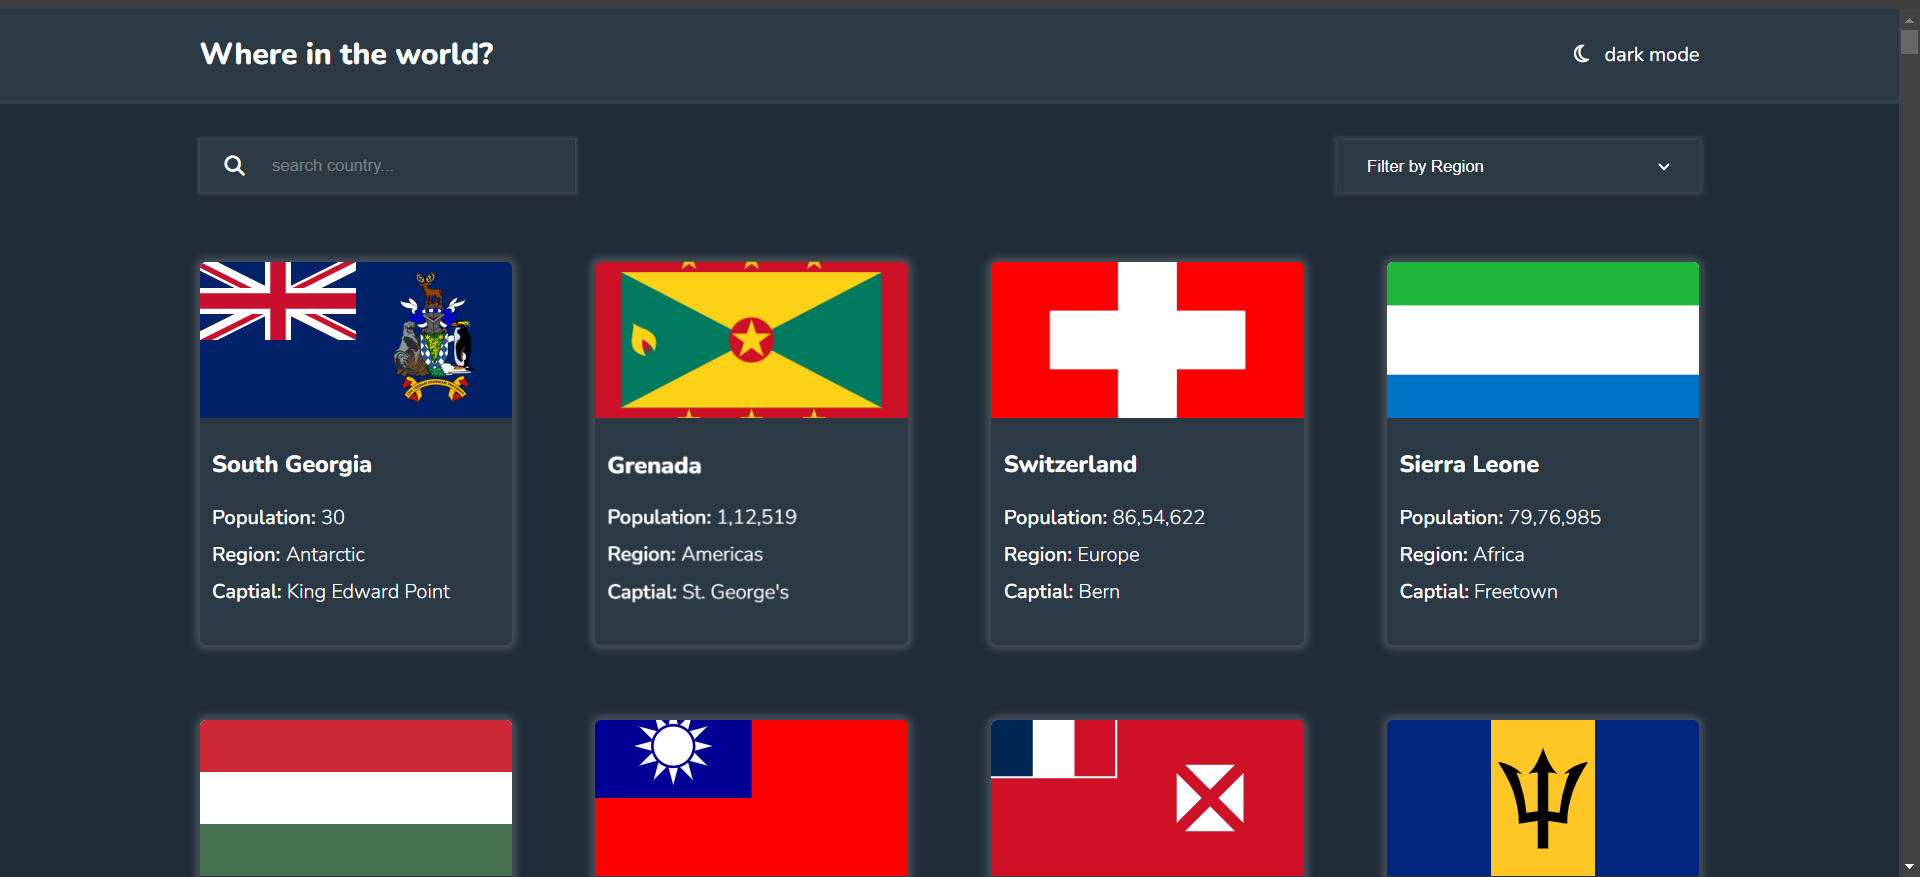 Where in the world?
dark mode
search country...
Filter by Region
South Georgia
Population: 30
Region: Antarctic
Captial: King Edward Point
Grenada
Population: 1,12,519
Region: Americas
Captial: St. George's
Switzerland
Population: 86,54,622
Region: Europe
Captial: Bern
Sierra Leone
Population: 79,76,985
Region: Africa
Captial: Freetown